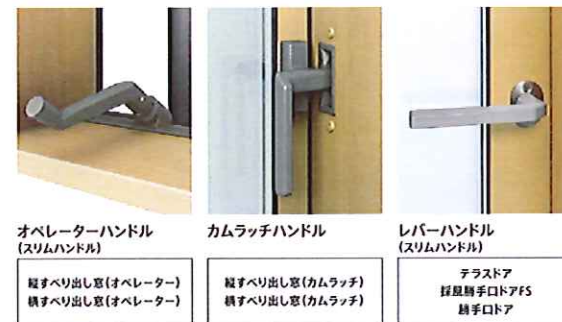 オペレーターハンドル
(スリムハンドル)
縦すべり出し窓(オペレーター)
横すべり出し窓(オペレーター)
カムラッチハンドル
縦すべり出し窓(カムラッチ)
横すべり出し窓(カムラッチ)
レバーハンドル
(スリムハンドル)
テラスドア
採風勝手口ドアFS
勝手口ドア